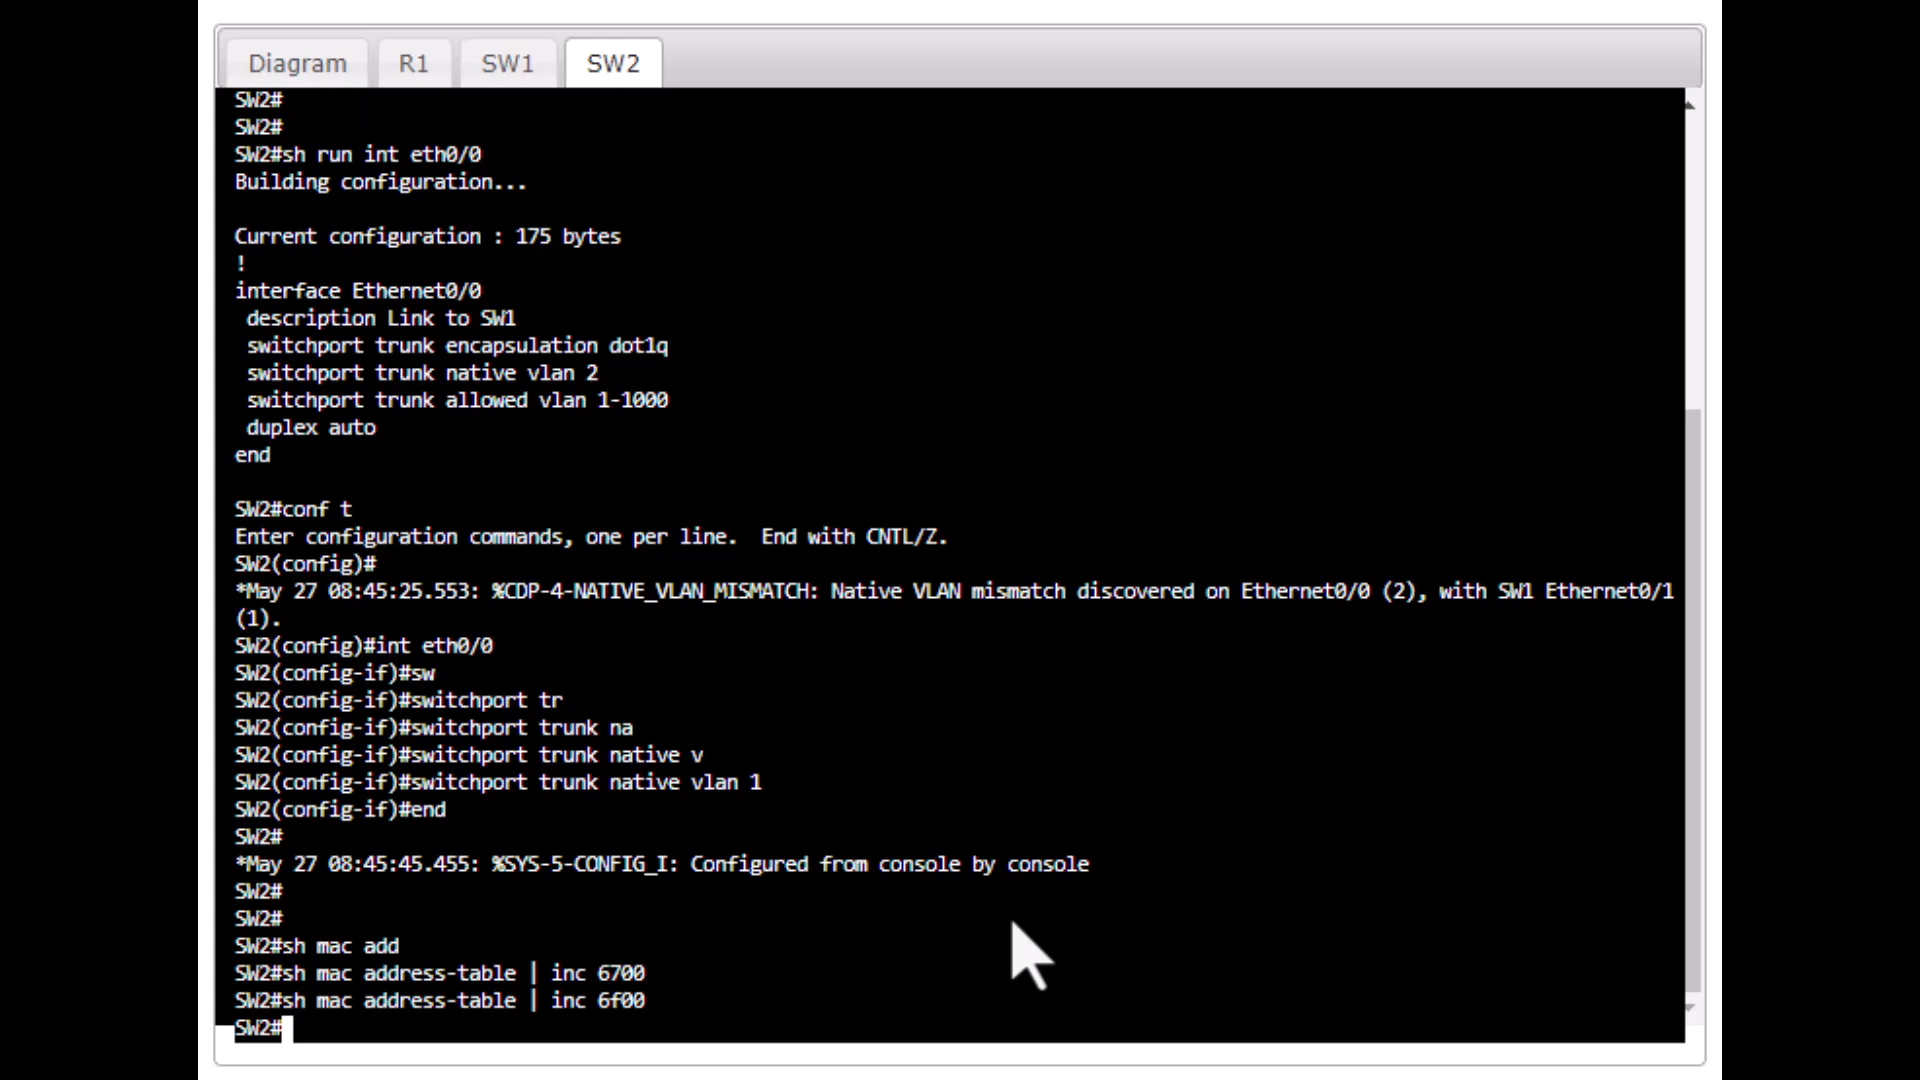 Diagram R1 SW1 SW2
SW2#
SW2#
SW2#sh run int eth0/0
Building configuration...
Current configuration : 175 bytes
!
interface Ethernet0/0
description Link to SW1
switchport trunk encapsulation dot1q
switchport trunk native vlan 2
switchport trunk allowed vlan 1-1000
duplex auto
end
SW2#conf t
Enter configuration commands, one per line.  End with CNTL/Z.
SW2(config)#
*May 27 08:45:25.553: %CDP-4-NATIVE_VLAN_MISMATCH: Native VLAN mismatch discovered on Ethernet0/0 (2), with SW1 Ethernet0/1
(1).
SW2(config)#int eth0/0
SW2(config-if)#sw
SW2(config-if)#switchport tr
SW2(config-if)#switchport trunk na
SW2(config-if)#switchport trunk native v
SW2(config-if)#switchport trunk native vlan 1
SW2(config-if)#end
SW2#
*May 27 08:45:45.455: %SYS-5-CONFIG_I: Configured from console by console
SW2#
SW2#
SW2#sh mac add
SW2#sh mac address-table | inc 6700
SW2#sh mac address-table | inc 6f00
SW2#